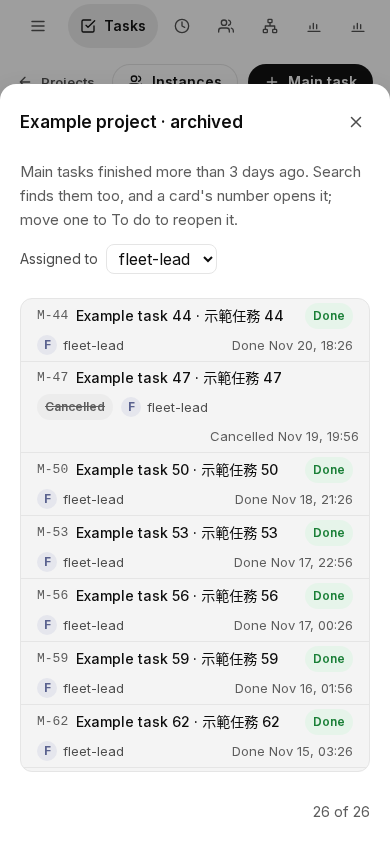 Tasks
Projects
Instances
Main task
Example project · archived
Main tasks finished more than 3 days ago. Search
finds them too, and a card's number opens it;
move one to To do to reopen it.
Assigned to fleet-lead
M-44 Example task 44 · 示範任務 44 Done
F fleet-lead Done Nov 20, 18:26
M-47 Example task 47 · 示範任務 47
Cancelled F fleet-lead
Cancelled Nov 19, 19:56
M-50 Example task 50 · 示範任務 50 Done
F fleet-lead Done Nov 18, 21:26
M-53 Example task 53 · 示範任務 53 Done
F fleet-lead Done Nov 17, 22:56
M-56 Example task 56 · 示範任務 56 Done
F fleet-lead Done Nov 17, 00:26
M-59 Example task 59 · 示範任務 59 Done
F fleet-lead Done Nov 16, 01:56
M-62 Example task 62 · 示範任務 62 Done
F fleet-lead Done Nov 15, 03:26
26 of 26